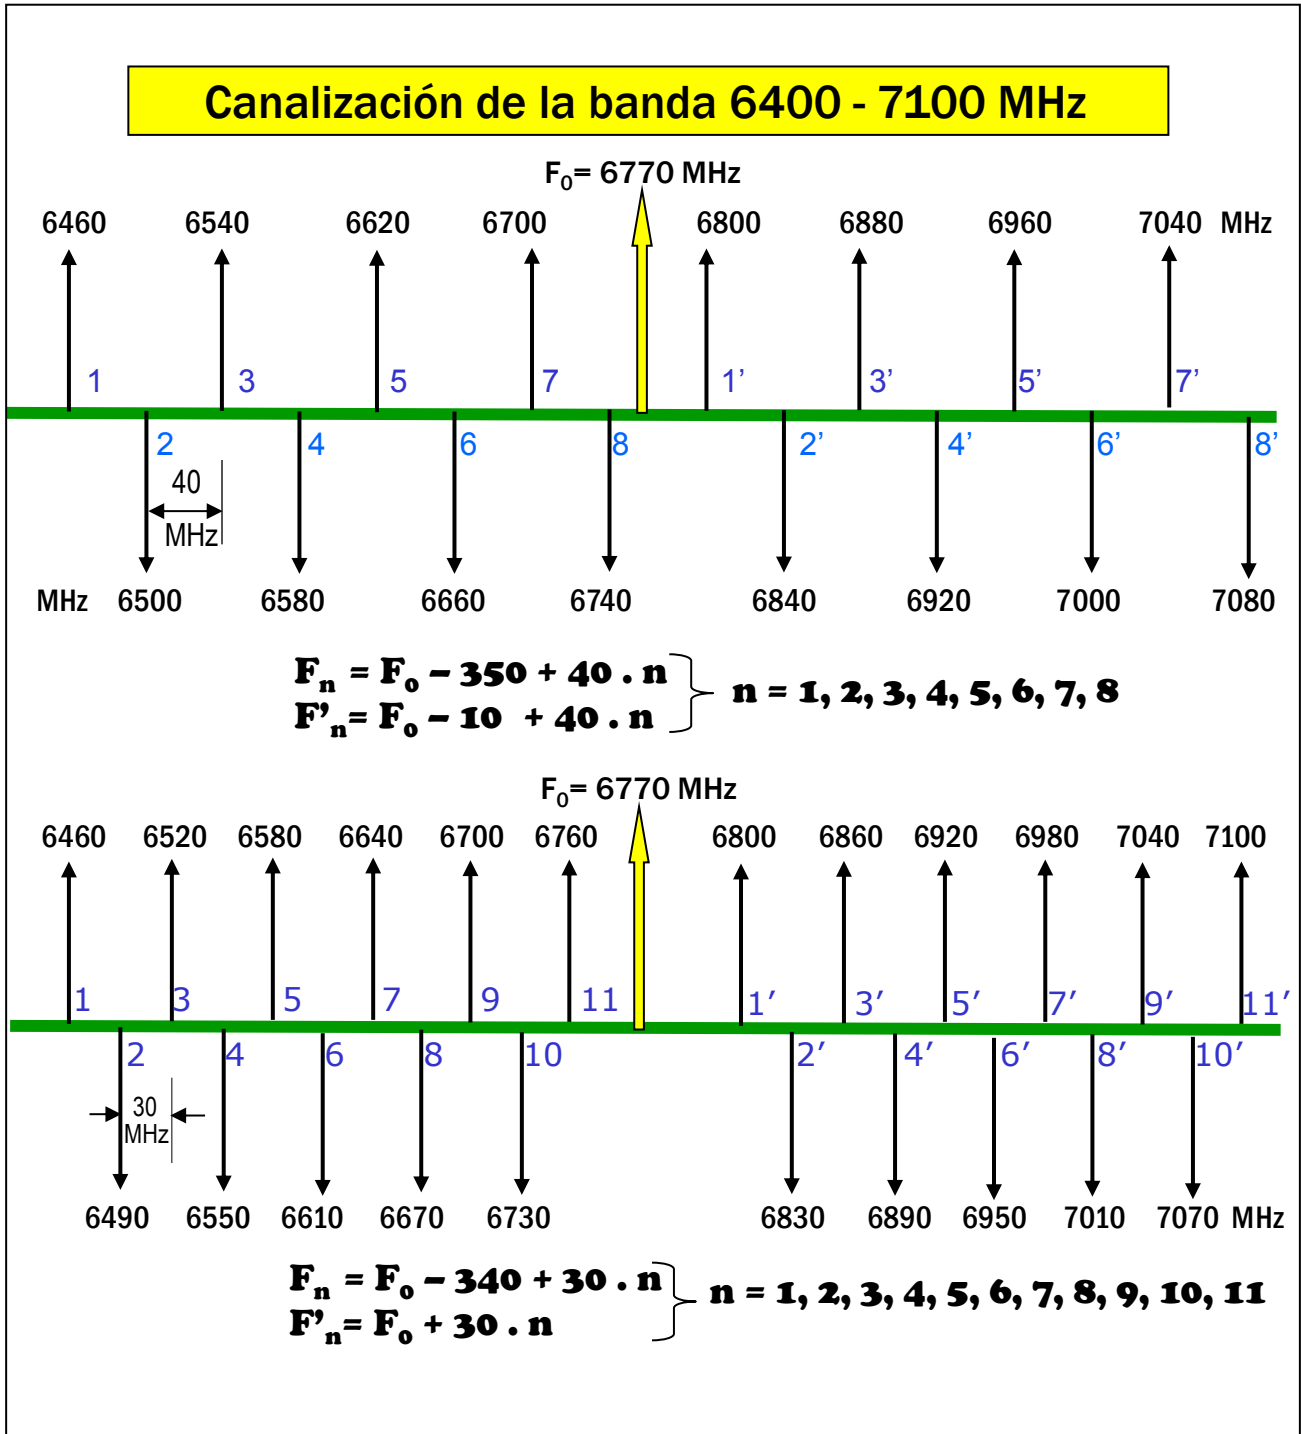 Canalización de la banda 6400 - 7100 MHz
F₀= 6770 MHz
6460 6540 6620 6700 6800 6880 6960 7040 MHz
1 3 5 7 1’ 3’ 5’ 7’
2 4 6 8 2’ 4’ 6’ 8’
40
MHz
MHz 6500 6580 6660 6740 6840 6920 7000 7080
Fₙ = F₀ – 350 + 40 . n
F’ₙ= F₀ – 10 + 40 . n
n = 1, 2, 3, 4, 5, 6, 7, 8
F₀= 6770 MHz
6460 6520 6580 6640 6700 6760 6800 6860 6920 6980 7040 7100
1 3 5 7 9 11 1’ 3’ 5’ 7’ 9’ 11’
2 4 6 8 10 2’ 4’ 6’ 8’ 10’
30
MHz
6490 6550 6610 6670 6730 6830 6890 6950 7010 7070 MHz
Fₙ = F₀ – 340 + 30 . n
F’ₙ= F₀ + 30 . n
n = 1, 2, 3, 4, 5, 6, 7, 8, 9, 10, 11